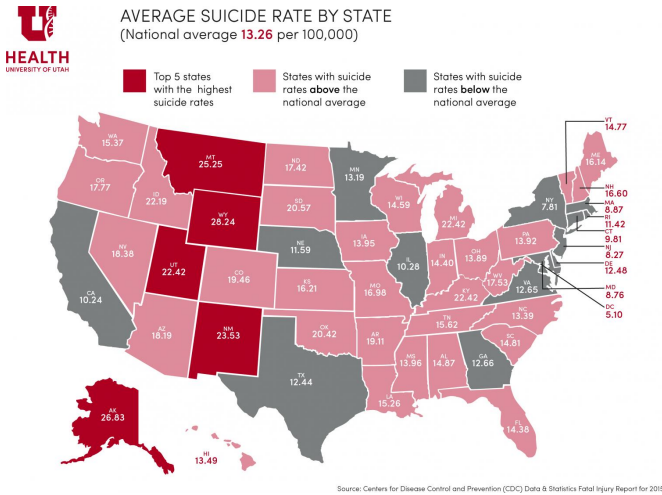 U
HEALTH
UNIVERSITY OF UTAH
AVERAGE SUICIDE RATE BY STATE
(National average 13.26 per 100,000)
Top 5 states
with the highest
suicide rates
States with suicide
rates above the
national average
States with suicide
rates below the
national average
WA
15.37
OR
17.77
ID
22.19
MT
25.25
WY
28.24
ND
17.42
SD
20.57
MN
13.19
WI
14.59
MI
22.42
NE
11.59
IA
13.95
IL
10.28
IN
14.40
OH
13.89
PA
13.92
NY
7.81
VT
14.77
ME
16.14
NH
16.60
MA
8.87
RI
11.42
CT
9.81
NJ
8.27
DE
12.48
MD
8.76
DC
5.10
CA
10.24
NV
18.38
UT
22.42
CO
19.46
KS
16.21
MO
16.98
KY
22.42
WV
17.53
VA
12.65
AZ
18.19
NM
23.53
OK
20.42
AR
19.11
TN
15.62
NC
13.39
SC
14.81
TX
12.44
LA
15.26
MS
13.96
AL
14.87
GA
12.66
FL
14.38
AK
26.83
HI
13.49
Source: Centers for Disease Control and Prevention (CDC) Data & Statistics Fatal Injury Report for